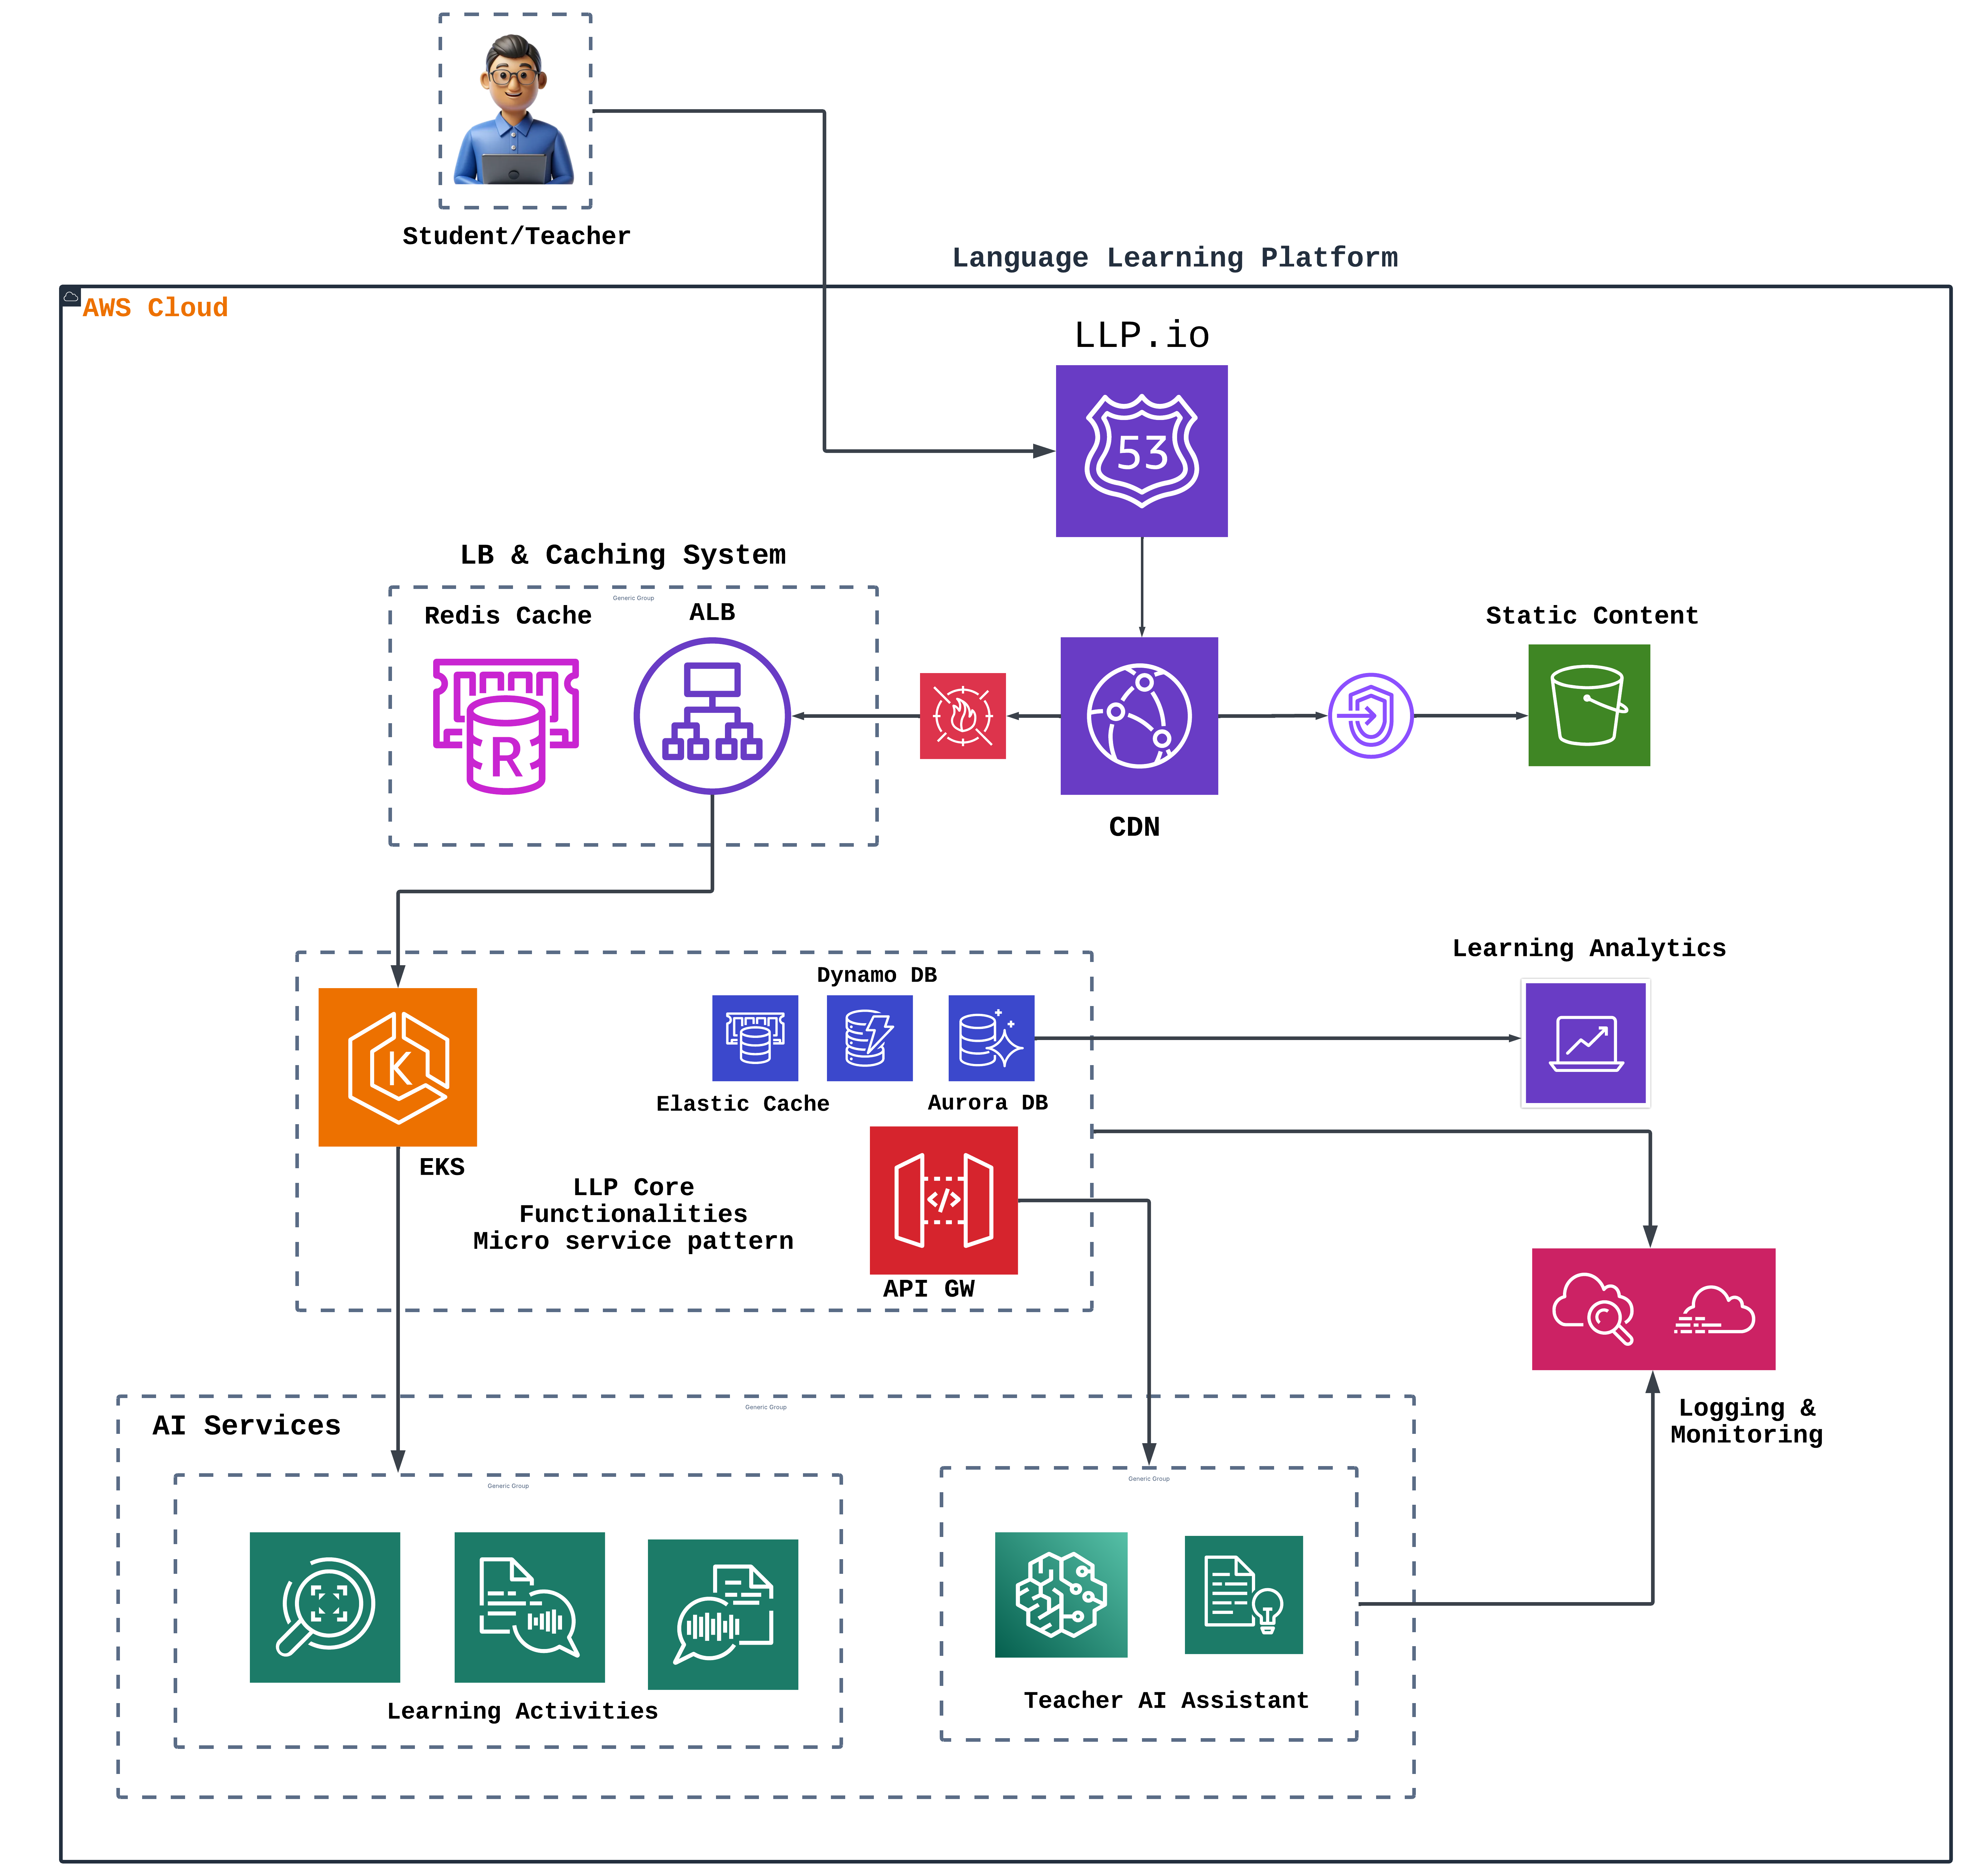 Student/Teacher
Language Learning Platform
AWS Cloud
LLP.io
53
LB & Caching System
Generic Group
Redis Cache
ALB
R
Static Content
CDN
Learning Analytics
Dynamo DB
K
Elastic Cache
Aurora DB
EKS
LLP Core
Functionalities
Micro service pattern
</>
API GW
Logging &
Monitoring
AI Services
Generic Group
Generic Group
Generic Group
Learning Activities
Teacher AI Assistant